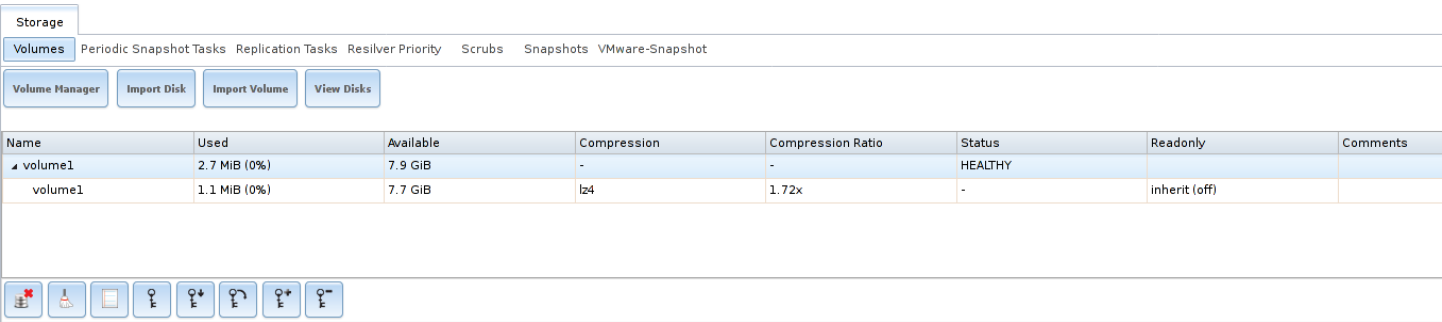 Storage
Volumes Periodic Snapshot Tasks Replication Tasks Resilver Priority Scrubs Snapshots VMware-Snapshot
Volume Manager Import Disk Import Volume View Disks
Name Used Available Compression Compression Ratio Status Readonly Comments
volume1 2.7 MiB (0%) 7.9 GiB - - HEALTHY
volume1 1.1 MiB (0%) 7.7 GiB lz4 1.72x - inherit (off)